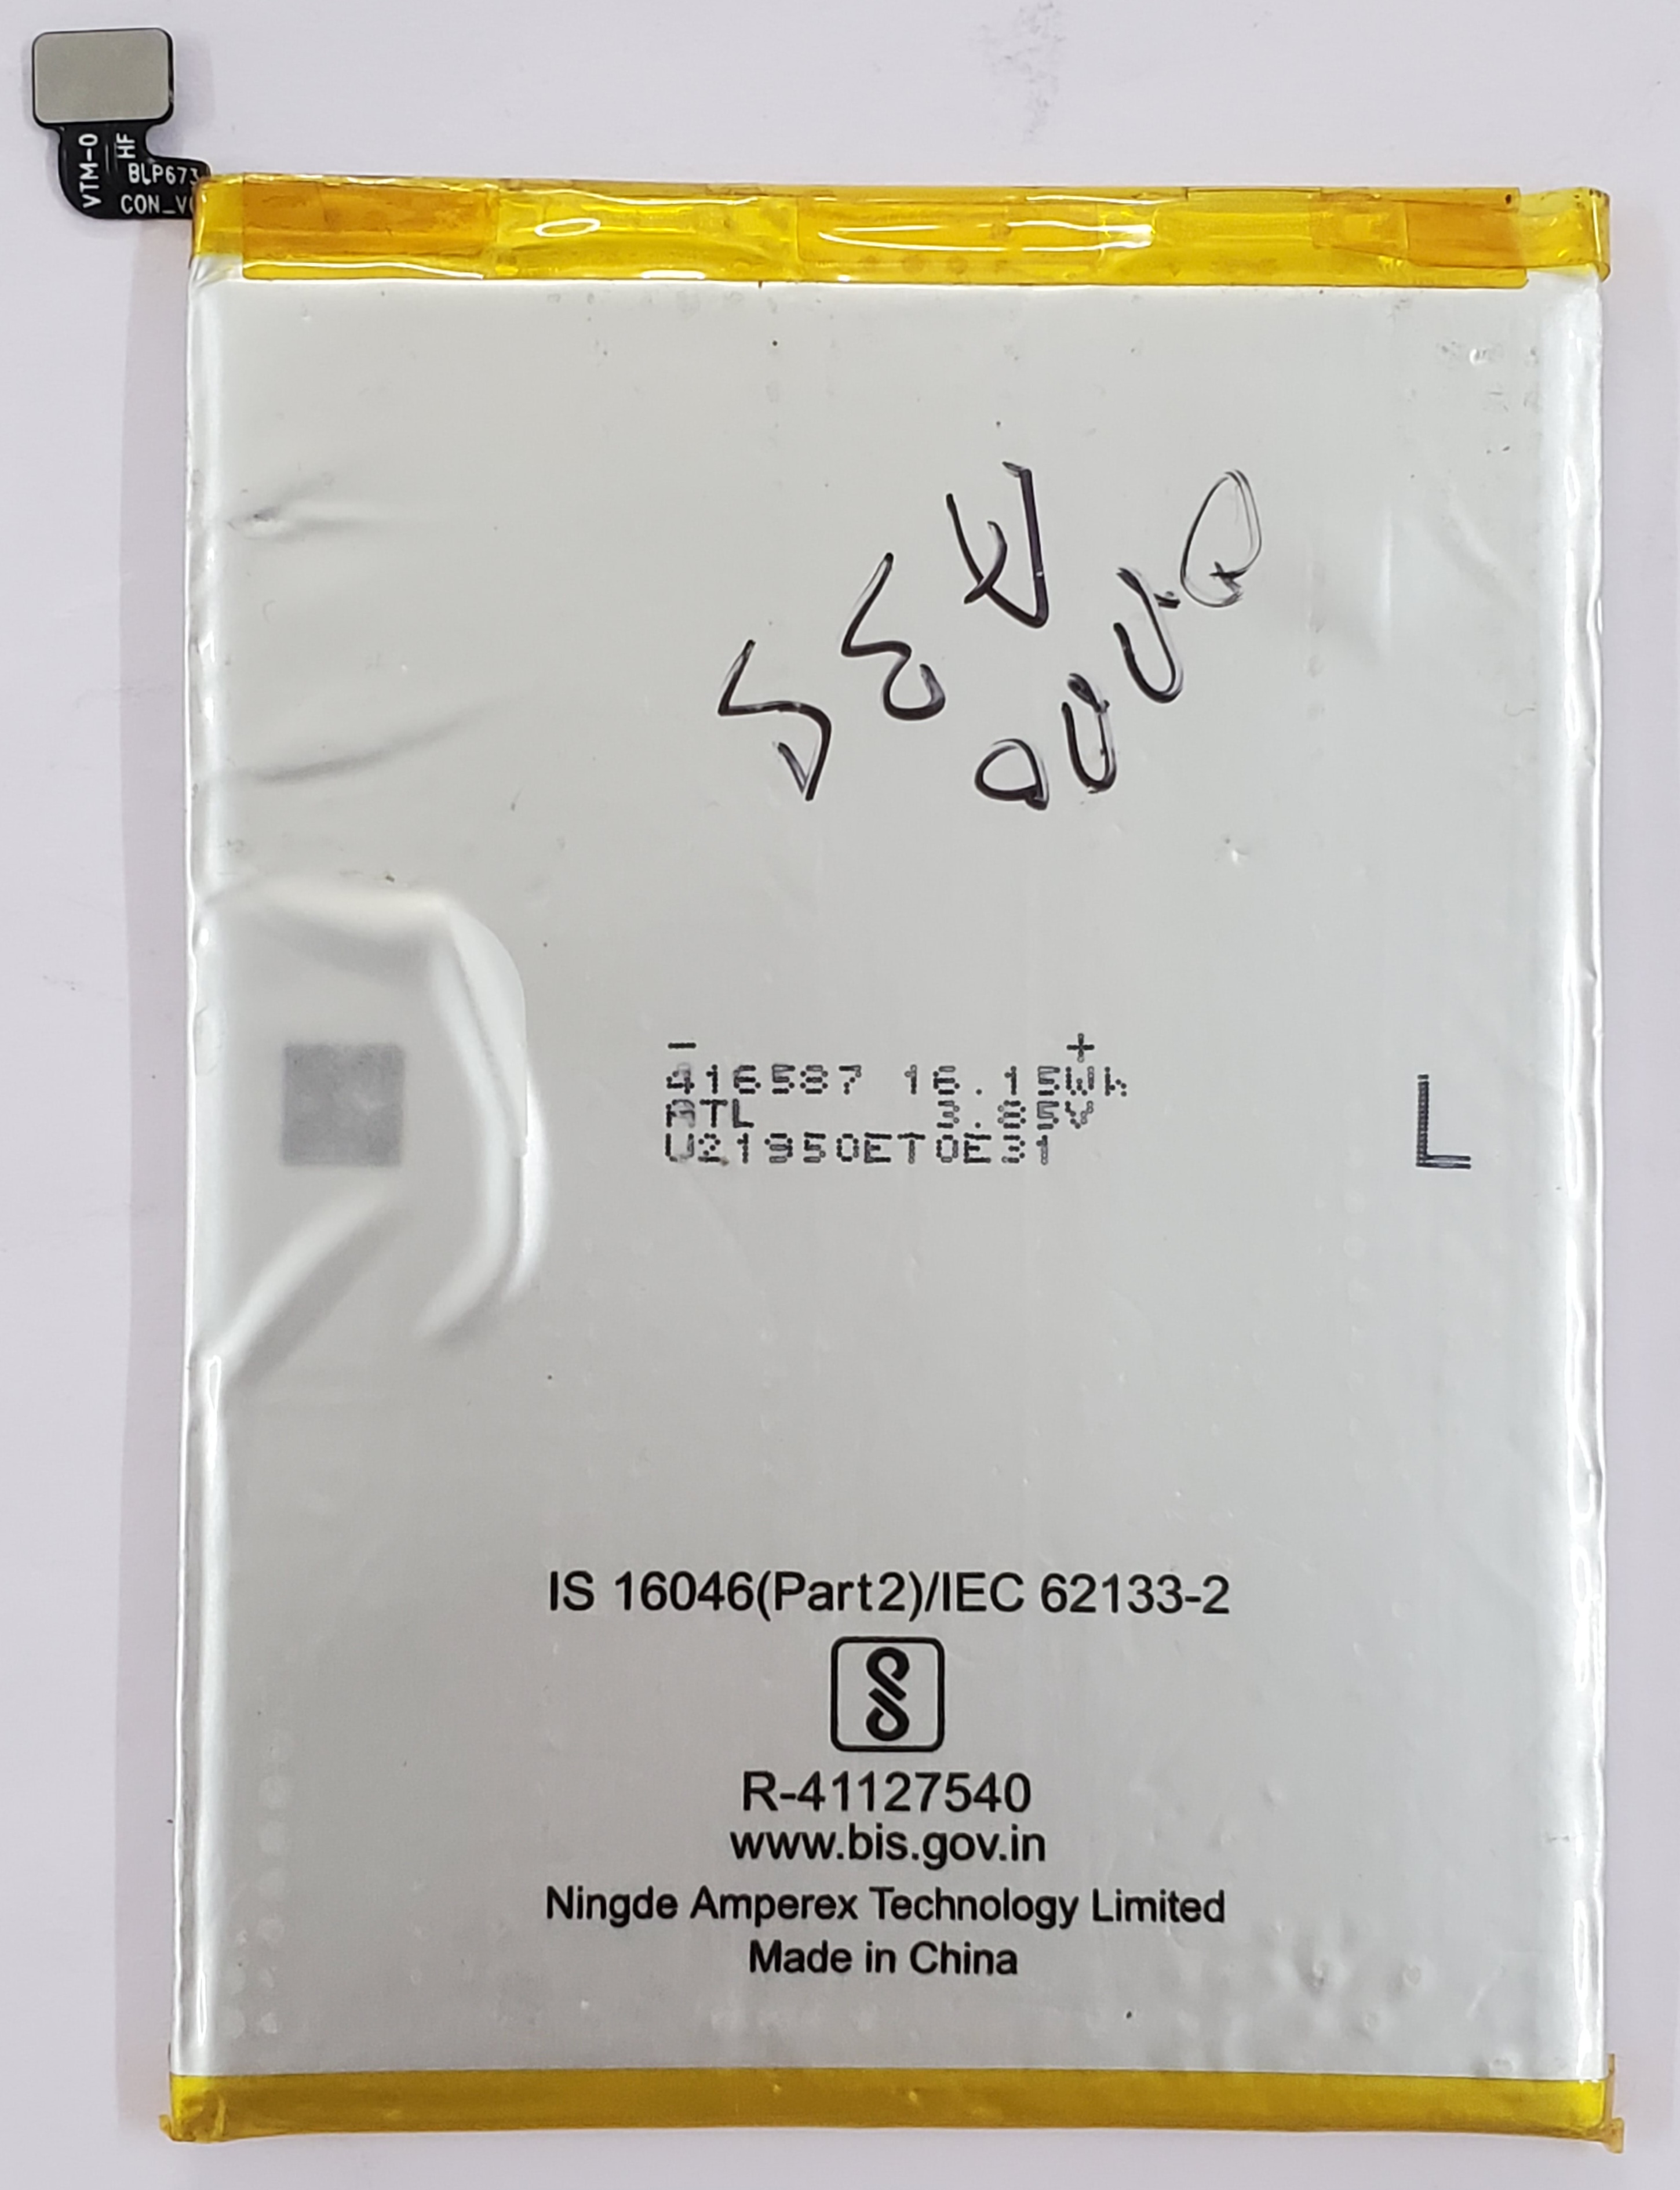 VTM-0
HF
BLP673
CON_V
− +
416587 16.15Wh
ATL 3.85V
U21950ET0E31
L
IS 16046(Part2)/IEC 62133-2
R-41127540
www.bis.gov.in
Ningde Amperex Technology Limited
Made in China